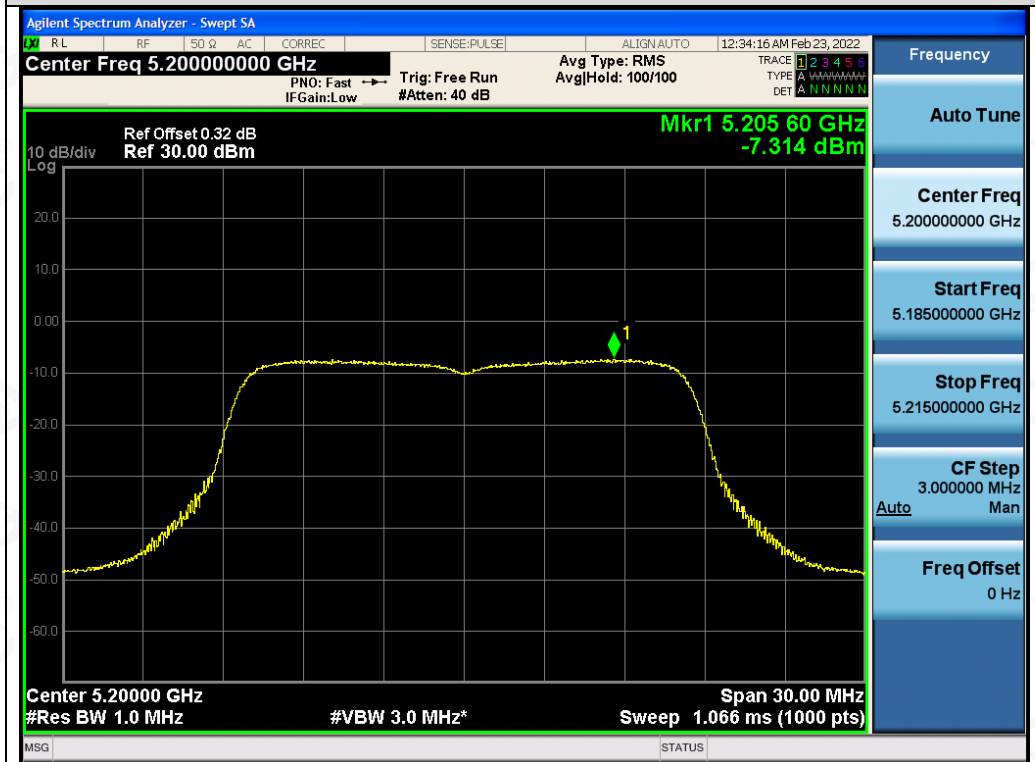 Agilent Spectrum Analyzer - Swept SA
LXI RL RF 50 Ω AC CORREC SENSE:PULSE ALIGN AUTO 12:34:16 AM Feb 23, 2022
Center Freq 5.200000000 GHz
PNO: Fast
IFGain:Low
Trig: Free Run
#Atten: 40 dB
Avg Type: RMS
Avg|Hold: 100/100
TRACE 1 2 3 4 5 6
TYPE A WWWWW
DET A N N N N N
Frequency
Mkr1 5.205 60 GHz
-7.314 dBm
Ref Offset 0.32 dB
10 dB/div Ref 30.00 dBm
Log
20.0
10.0
0.00
-10.0
-20.0
-30.0
-40.0
-50.0
-60.0
1
Center 5.20000 GHz Span 30.00 MHz
#Res BW 1.0 MHz #VBW 3.0 MHz* Sweep 1.066 ms (1000 pts)
MSG STATUS
Auto Tune
Center Freq
5.200000000 GHz
Start Freq
5.185000000 GHz
Stop Freq
5.215000000 GHz
CF Step
3.000000 MHz
Auto Man
Freq Offset
0 Hz